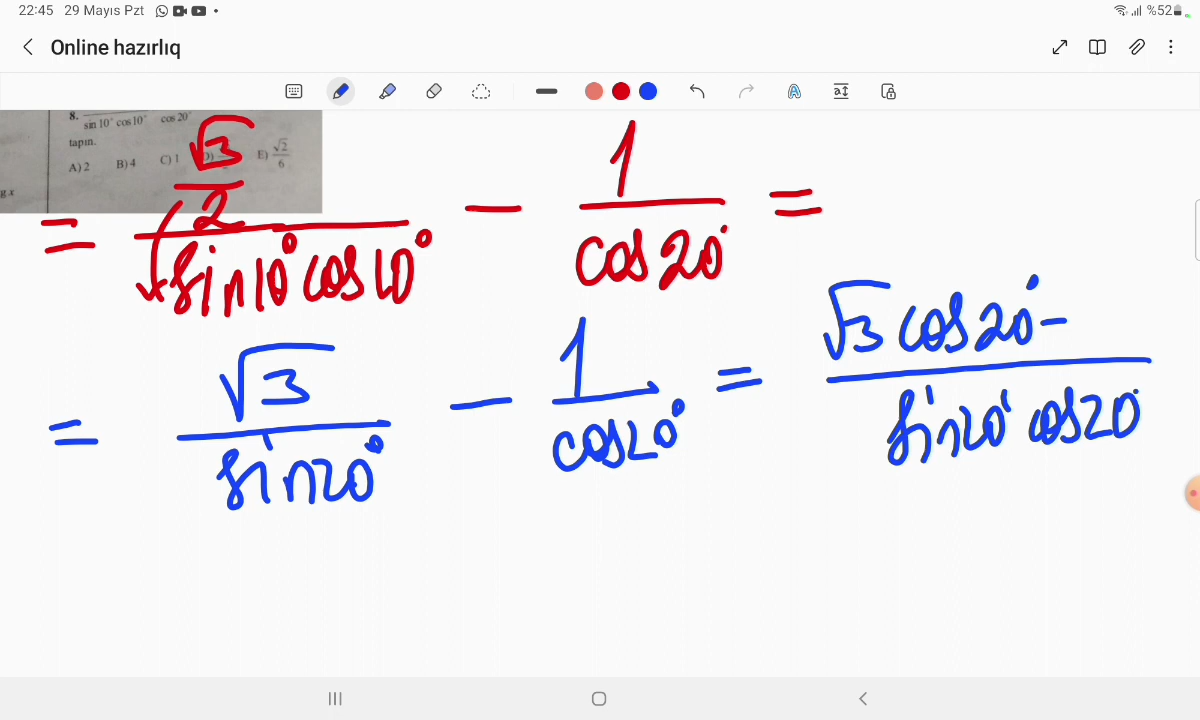 22:45 29 Mayıs Pzt %52
Online hazırlıq
8. sin 10° cos 10° cos 20°
tapın.
A) 2 B) 4 C) 1 D) E) √2/6
g x
= (√3/2)/(sin10° cos10°) − 1/cos20° =
= √3/sin20° − 1/cos20° = (√3 cos20° −)/(sin20° cos20°)